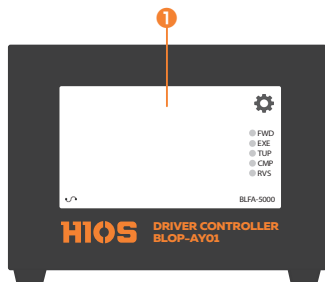 1
FWD
EXE
TUP
CMP
RVS
BLFA-5000
HIOS
DRIVER CONTROLLER
BLOP-AY01